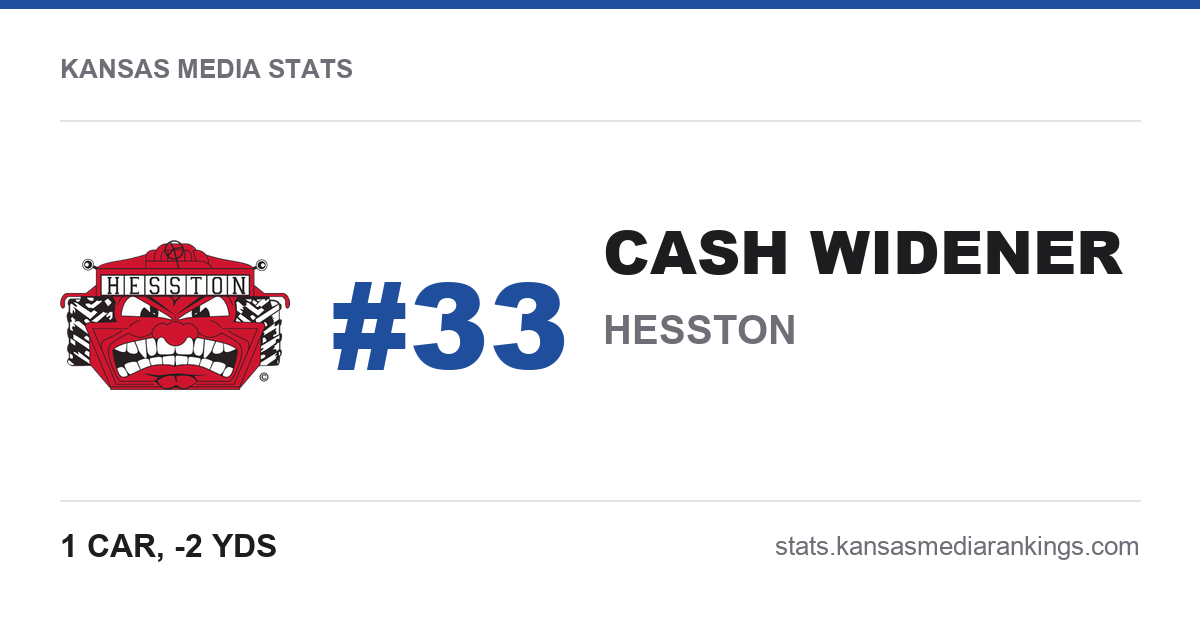 KANSAS MEDIA STATS
HESSTON
©
#33
CASH WIDENER
HESSTON
1 CAR, -2 YDS
stats.kansasmediarankings.com